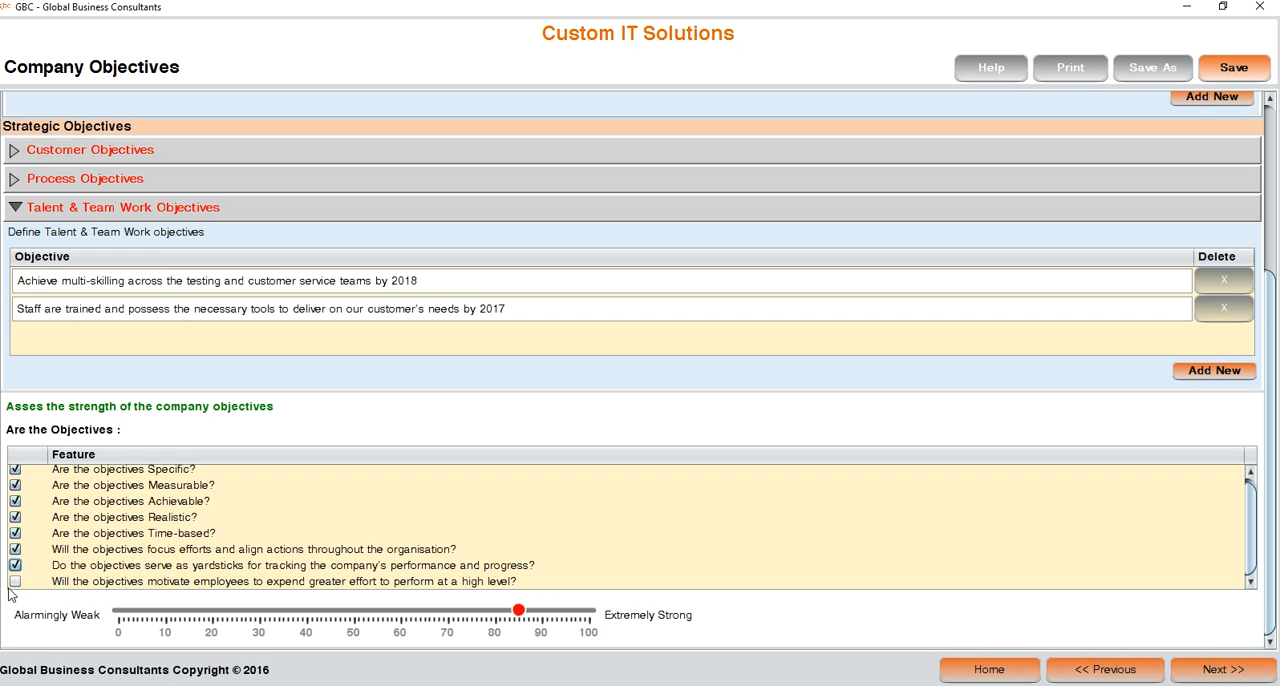 gbc GBC - Global Business Consultants
Custom IT Solutions
Company Objectives
Help Print Save As Save
Add New
Strategic Objectives
Customer Objectives
Process Objectives
Talent & Team Work Objectives
Define Talent & Team Work objectives
Objective Delete
Achieve multi-skilling across the testing and customer service teams by 2018 X
Staff are trained and possess the necessary tools to deliver on our customer's needs by 2017 X
Add New
Asses the strength of the company objectives
Are the Objectives :
Feature
Are the objectives Specific?
Are the objectives Measurable?
Are the objectives Achievable?
Are the objectives Realistic?
Are the objectives Time-based?
Will the objectives focus efforts and align actions throughout the organisation?
Do the objectives serve as yardsticks for tracking the company's performance and progress?
Will the objectives motivate employees to expend greater effort to perform at a high level?
Alarmingly Weak Extremely Strong
0 10 20 30 40 50 60 70 80 90 100
Global Business Consultants Copyright © 2016 Home << Previous Next >>